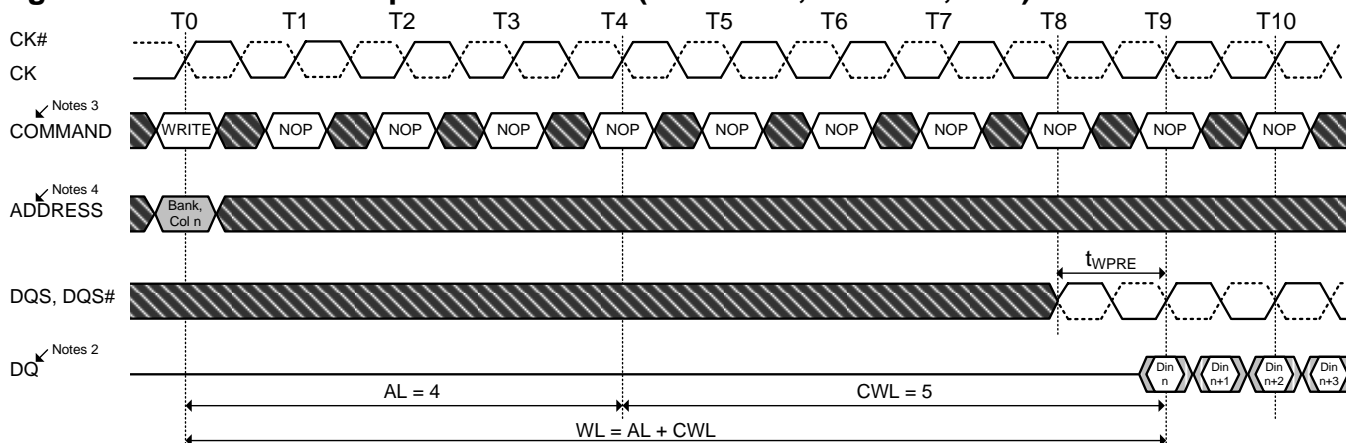 T0 T1 T2 T3 T4 T5 T6 T7 T8 T9 T10
CK#
CK
Notes 3
COMMAND WRITE NOP NOP NOP NOP NOP NOP NOP NOP NOP NOP
Notes 4
ADDRESS Bank,
Col n
tWPRE
DQS, DQS#
Notes 2
DQ Din n Din n+1 Din n+2 Din n+3
AL = 4 CWL = 5
WL = AL + CWL